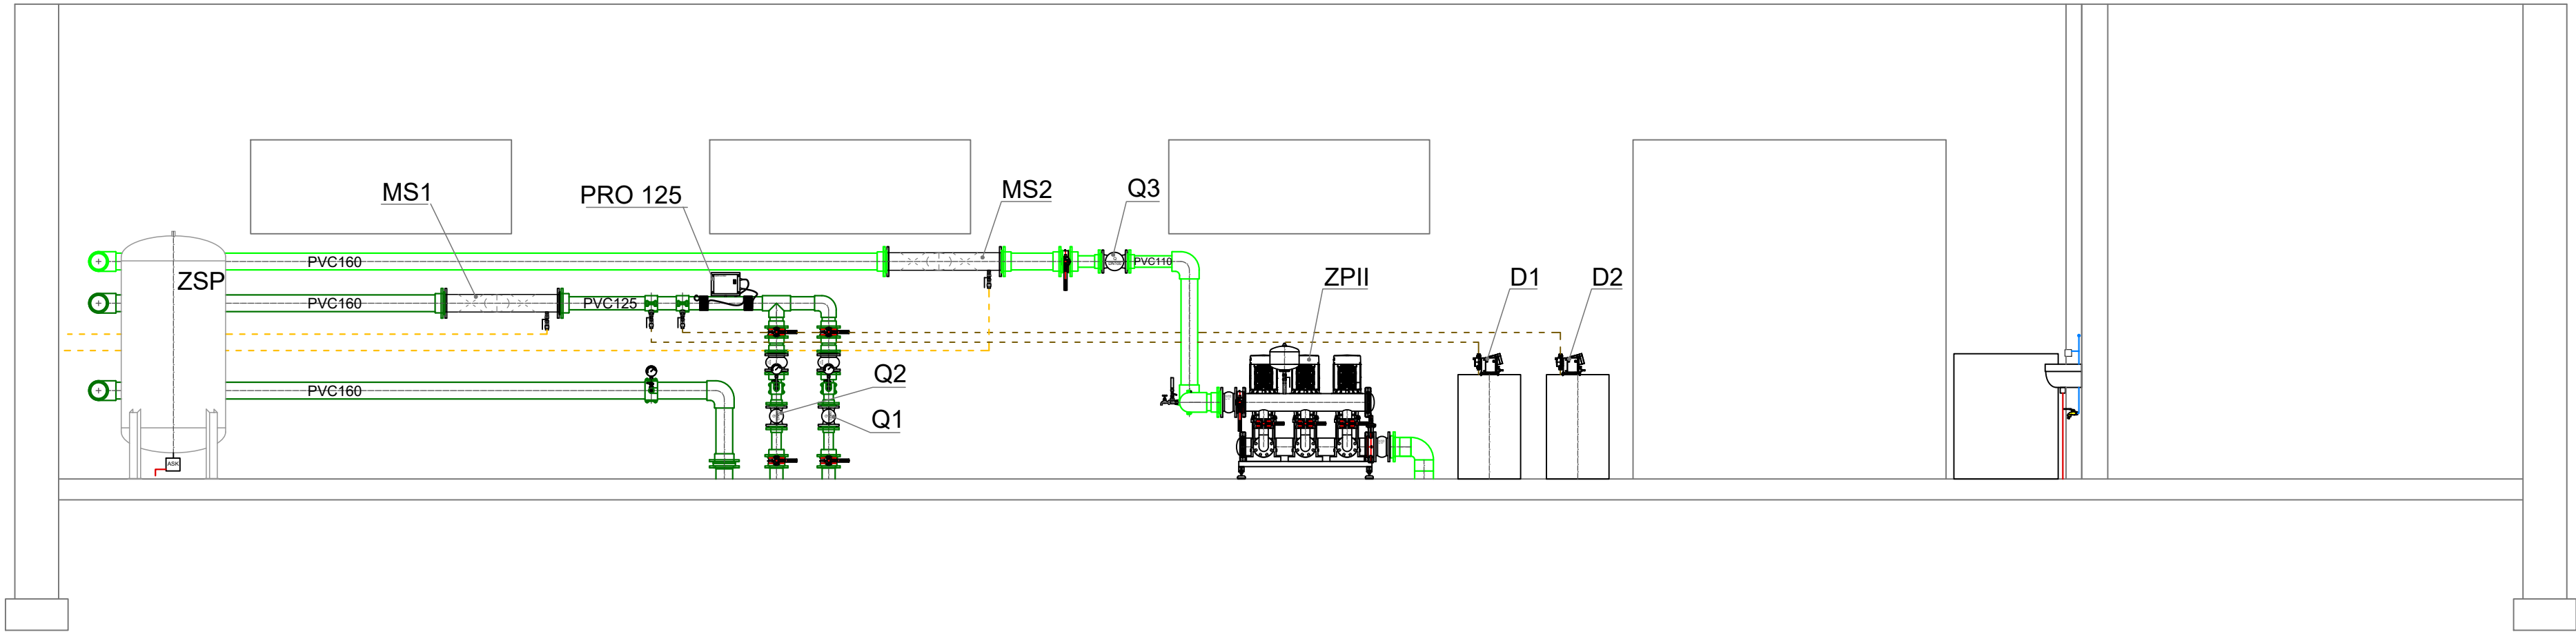 MS1
PRO 125
MS2
Q3
PVC160
PVC110
ZSP
ZPII
D1
D2
PVC160
PVC125
Q2
PVC160
Q1
ASK